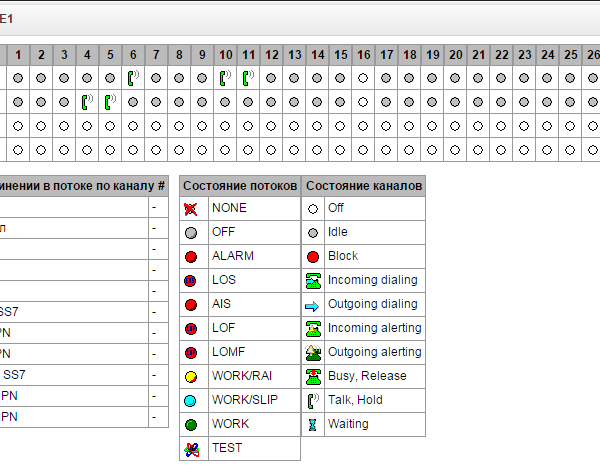 E1
1 2 3 4 5 6 7 8 9 10 11 12 13 14 15 16 17 18 19 20 21 22 23 24 25 26
инении в потоке по каналу # Состояние потоков Состояние каналов
- NONE Off
л - OFF Idle
- ALARM Block
- LOS Incoming dialing
- AIS Outgoing dialing
SS7 -
LOF Incoming alerting
PN -
LOMF Outgoing alerting
PN -
SS7 - WORK/RAI Busy, Release
PN - WORK/SLIP Talk, Hold
PN - WORK Waiting
TEST